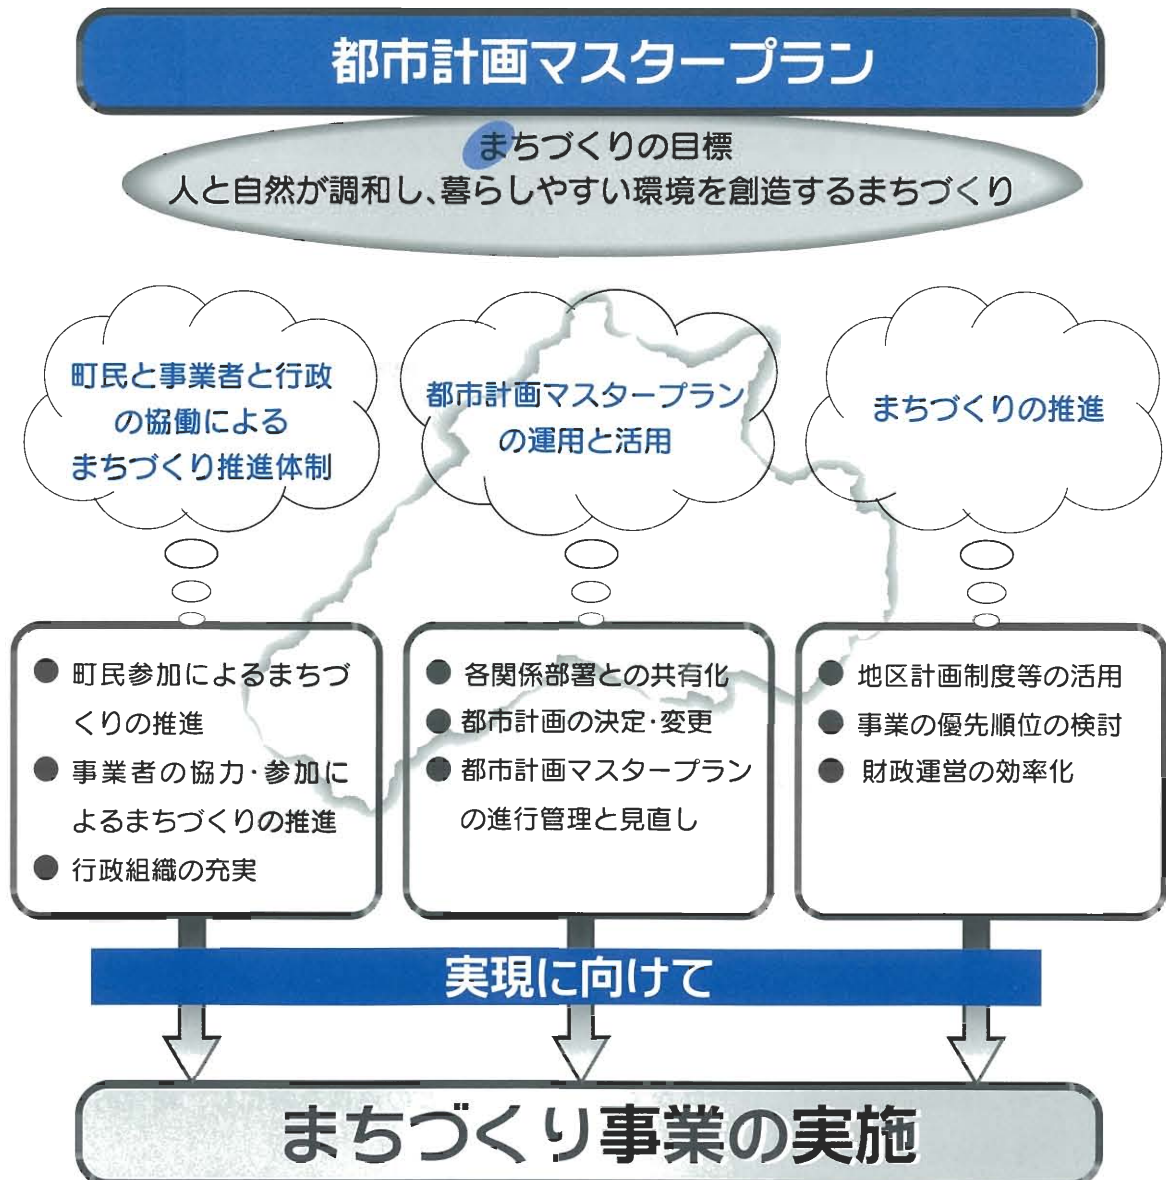 都市計画マスタープラン
まちづくりの目標
人と自然が調和し、暮らしやすい環境を創造するまちづくり
町民と事業者と行政
の協働による
まちづくり推進体制
都市計画マスタープラン
の運用と活用
まちづくりの推進
● 町民参加によるまちづ
くりの推進
● 事業者の協力・参加に
よるまちづくりの推進
● 行政組織の充実
● 各関係部署との共有化
● 都市計画の決定・変更
● 都市計画マスタープラン
の進行管理と見直し
● 地区計画制度等の活用
● 事業の優先順位の検討
● 財政運営の効率化
実現に向けて
まちづくり事業の実施